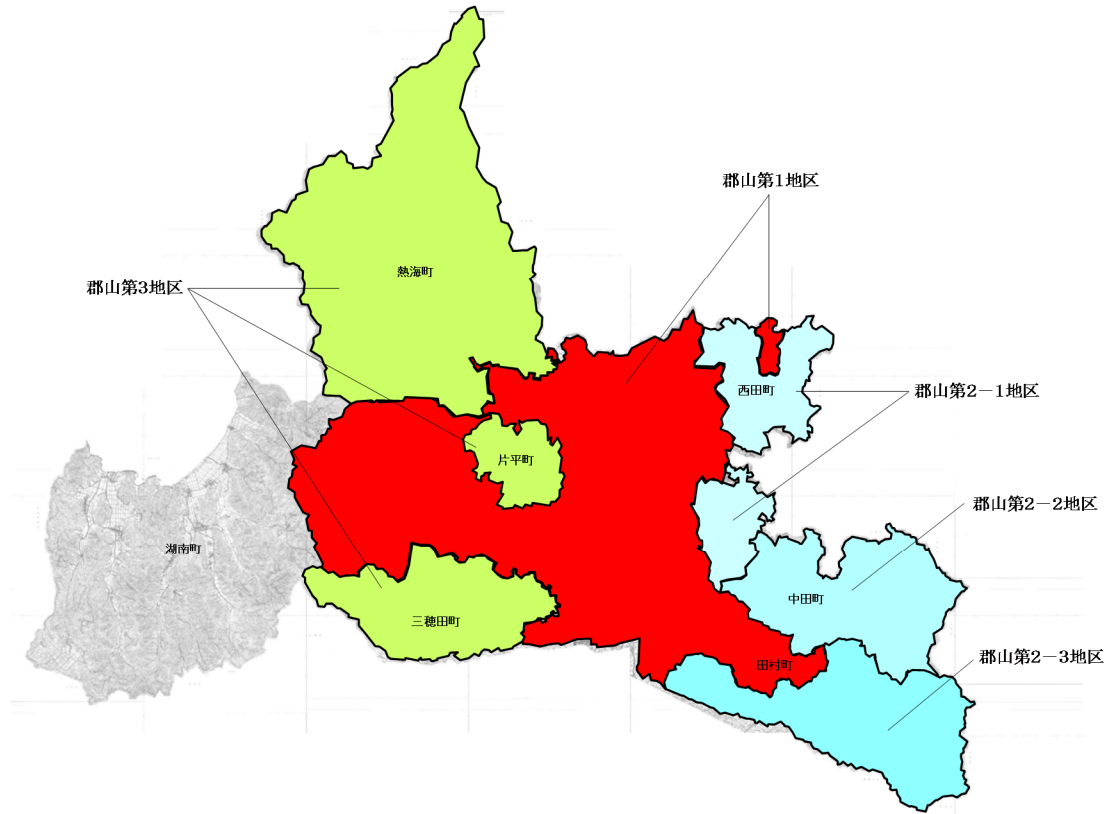 郡山第1地区
熱海町
郡山第3地区
西田町
郡山第2−1地区
片平町
郡山第2−2地区
湖南町
中田町
三穂田町
郡山第2−3地区
田村町